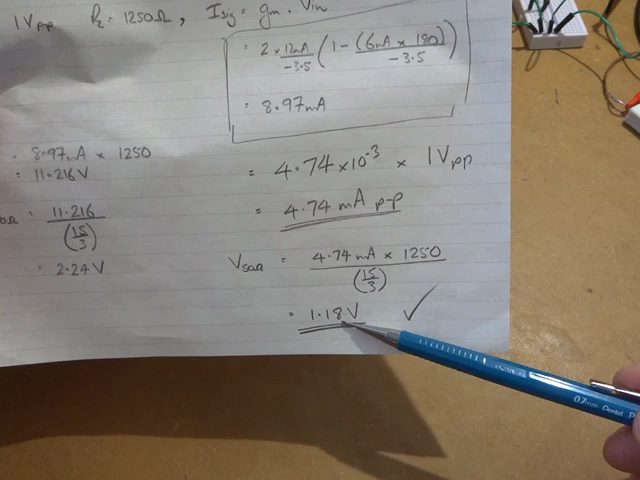 1Vpp RL = 1250Ω, Isig = gm . Vin
= 2 × 12mA / -3.5 (1 - (6mA × 180) / -3.5)
= 8.97mA
= 8.97mA × 1250
= 11.216V
= 11.216 / (15/3)
= 2.24V
= 4.74×10⁻³ × 1Vpp
= 4.74 mA p-p
V50Ω = 4.74mA × 1250 / (15/3)
= 1.18V ✓
0.7mm Pentel